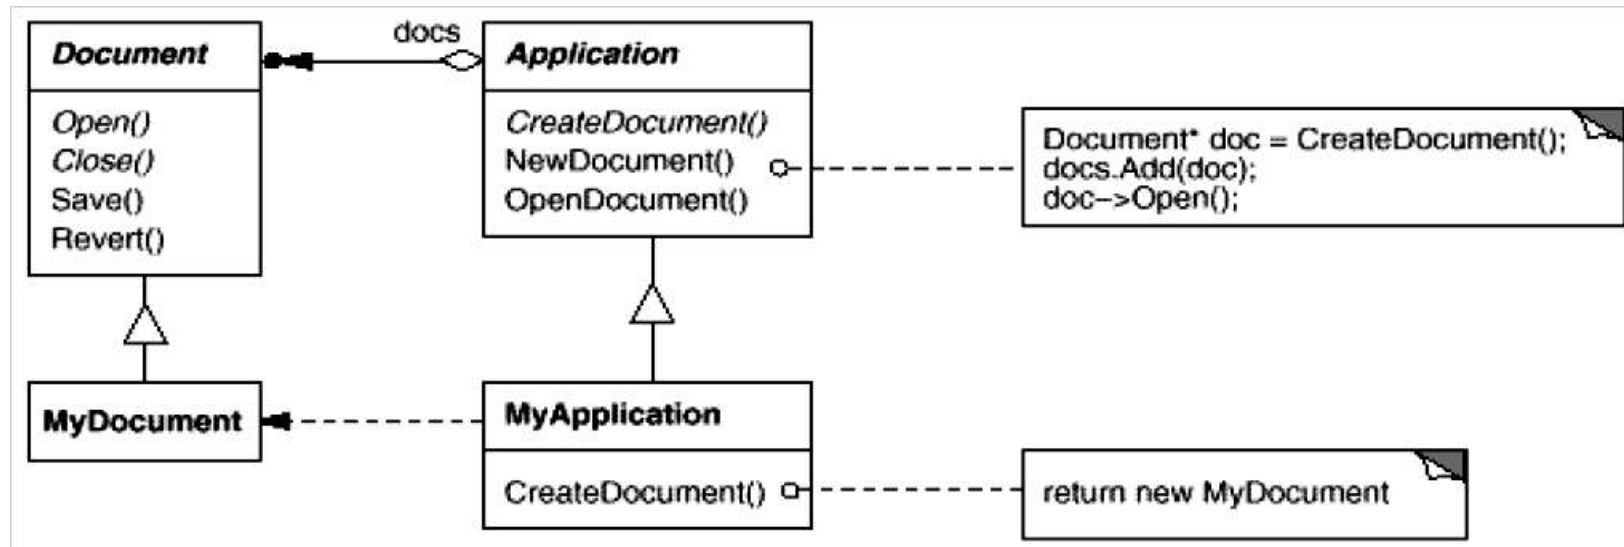 docs
Document
Open()
Close()
Save()
Revert()
Application
CreateDocument()
NewDocument()
OpenDocument()
Document* doc = CreateDocument();
docs.Add(doc);
doc->Open();
MyDocument
MyApplication
CreateDocument()
return new MyDocument